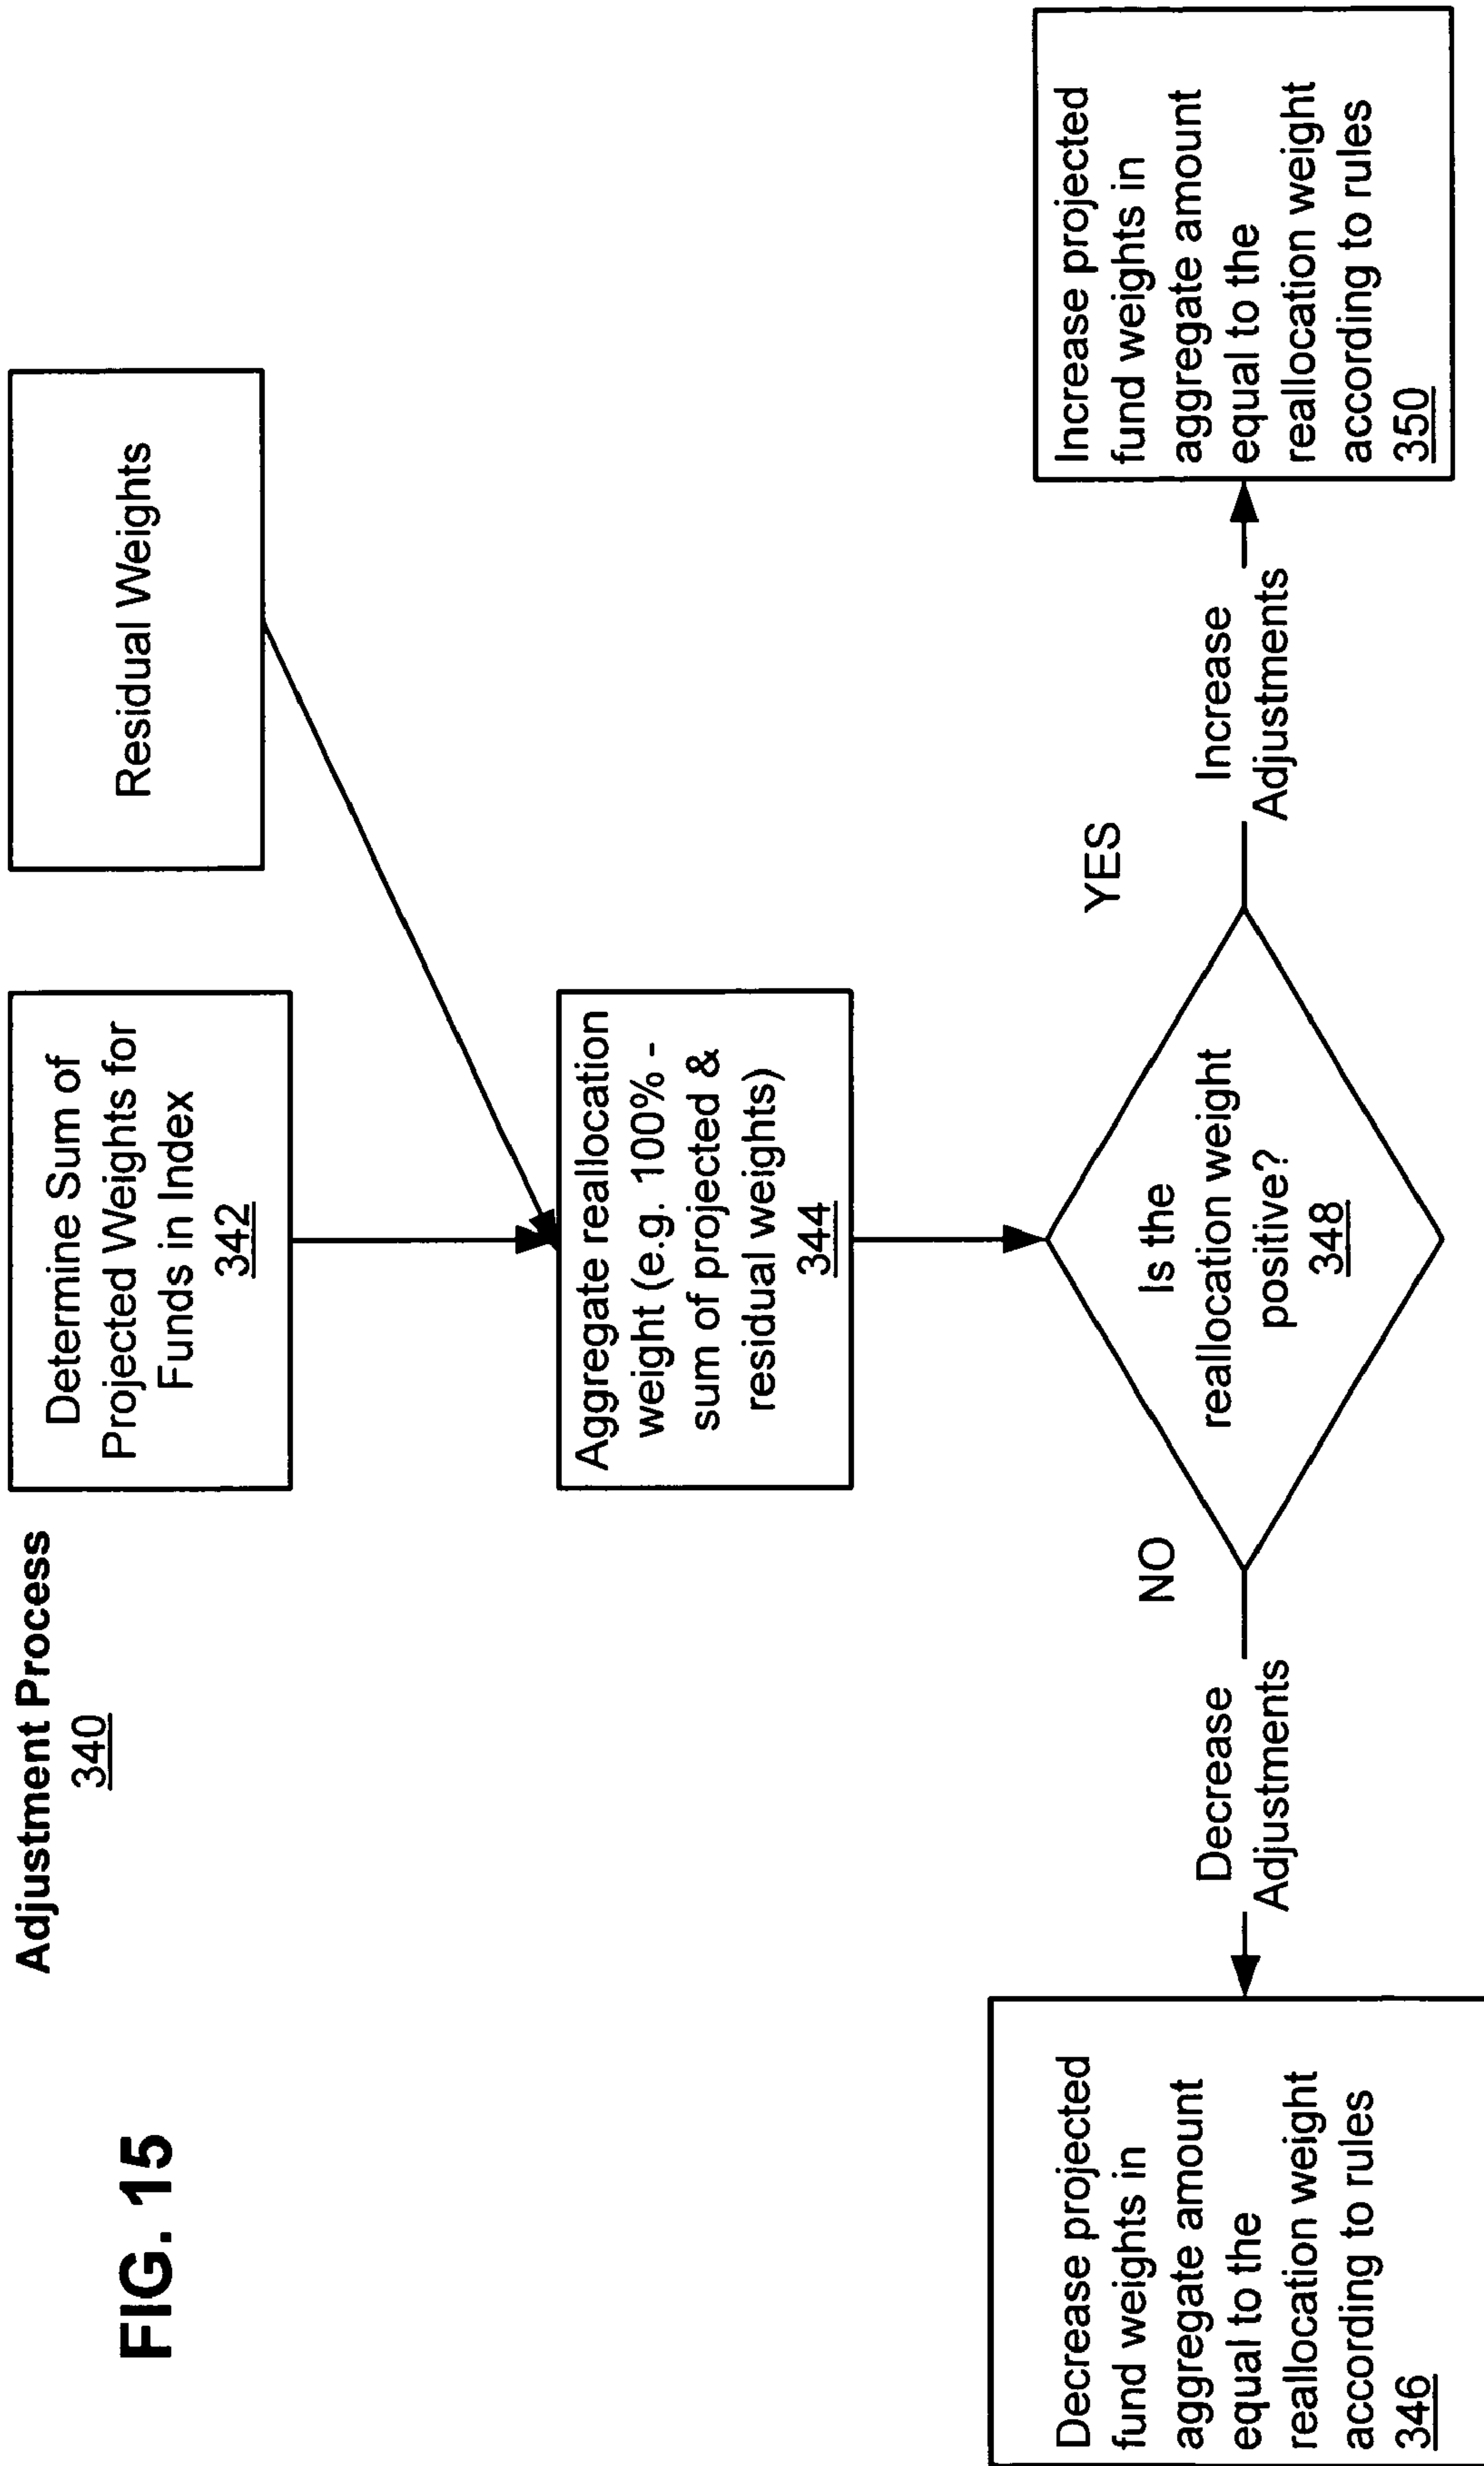 FIG. 15
Adjustment Process
340
Determine Sum of
Projected Weights for
Funds in Index
342
Residual Weights
Aggregate reallocation
weight (e.g. 100% -
sum of projected &
residual weights)
344
Is the
reallocation weight
positive?
348
NO
YES
Decrease
Adjustments
Increase
Adjustments
Decrease projected
fund weights in
aggregate amount
equal to the
reallocation weight
according to rules
346
Increase projected
fund weights in
aggregate amount
equal to the
reallocation weight
according to rules
350